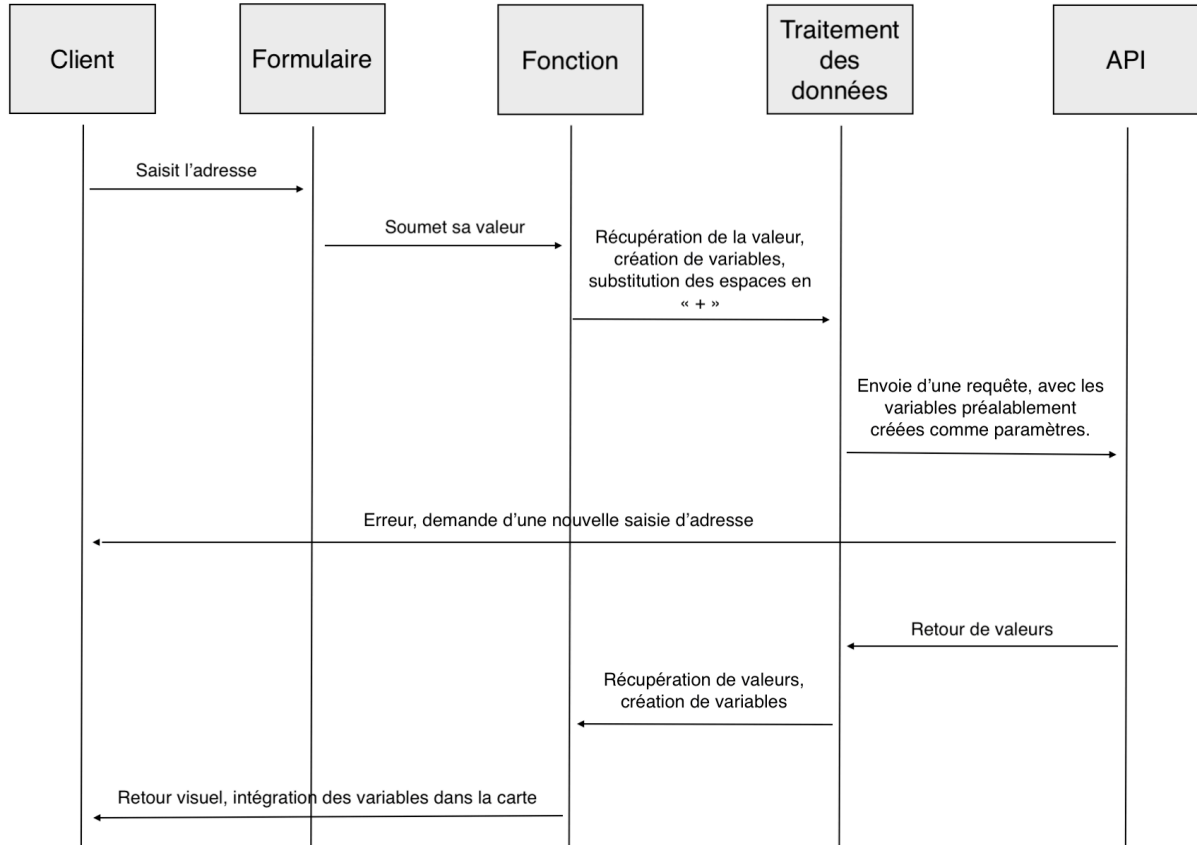 Client
Formulaire
Fonction
Traitement
des
données
API
Saisit l’adresse
Soumet sa valeur
Récupération de la valeur,
création de variables,
substitution des espaces en
« + »
Envoie d’une requête, avec les
variables préalablement
créées comme paramètres.
Erreur, demande d’une nouvelle saisie d’adresse
Retour de valeurs
Récupération de valeurs,
création de variables
Retour visuel, intégration des variables dans la carte